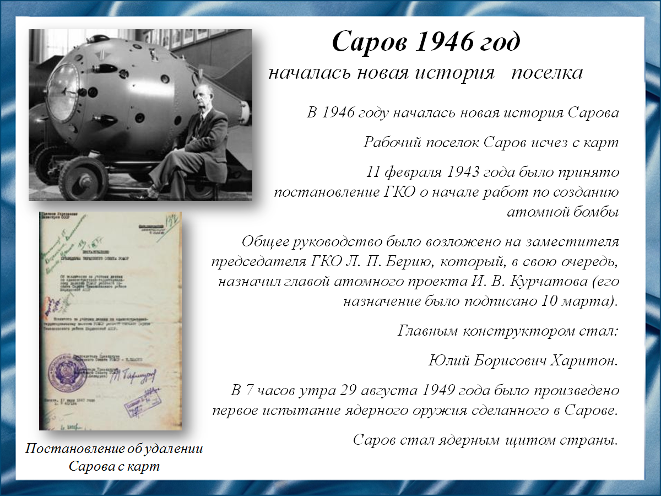 Саров 1946 год
началась новая история поселка
В 1946 году началась новая история Сарова
Рабочий поселок Саров исчез с карт
11 февраля 1943 года было принято
постановление ГКО о начале работ по созданию
атомной бомбы
Общее руководство было возложено на заместителя
председателя ГКО Л. П. Берию, который, в свою очередь,
назначил главой атомного проекта И. В. Курчатова (его
назначение было подписано 10 марта).
Главным конструктором стал:
Юлий Борисович Харитон.
В 7 часов утра 29 августа 1949 года было произведено
первое испытание ядерного оружия сделанного в Сарове.
Саров стал ядерным щитом страны.
Постановление об удалении
Сарова с карт